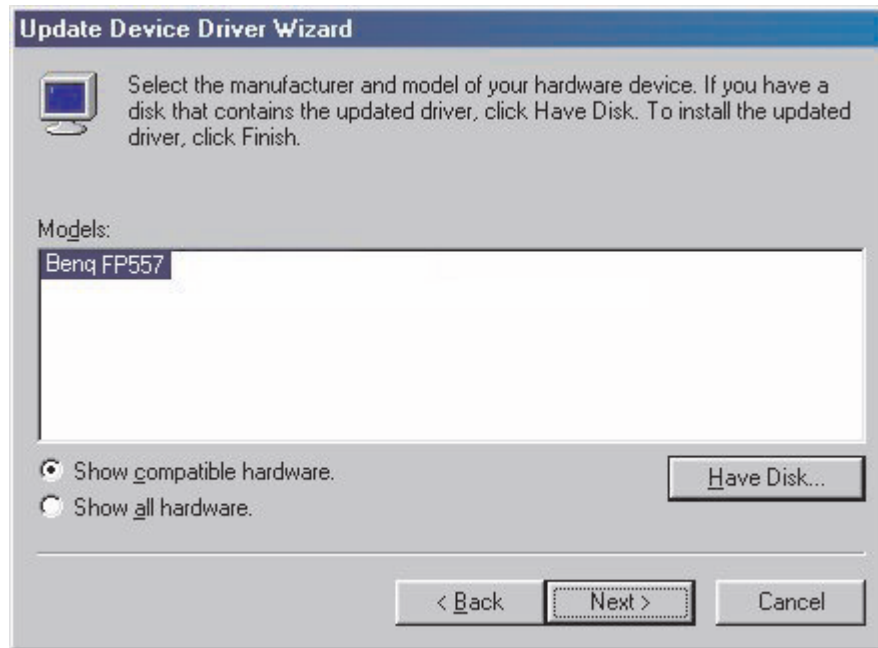 Update Device Driver Wizard
Select the manufacturer and model of your hardware device. If you have a
disk that contains the updated driver, click Have Disk. To install the updated
driver, click Finish.
Models:
Benq FP557
Show compatible hardware.
Have Disk...
Show all hardware.
< Back Next > Cancel